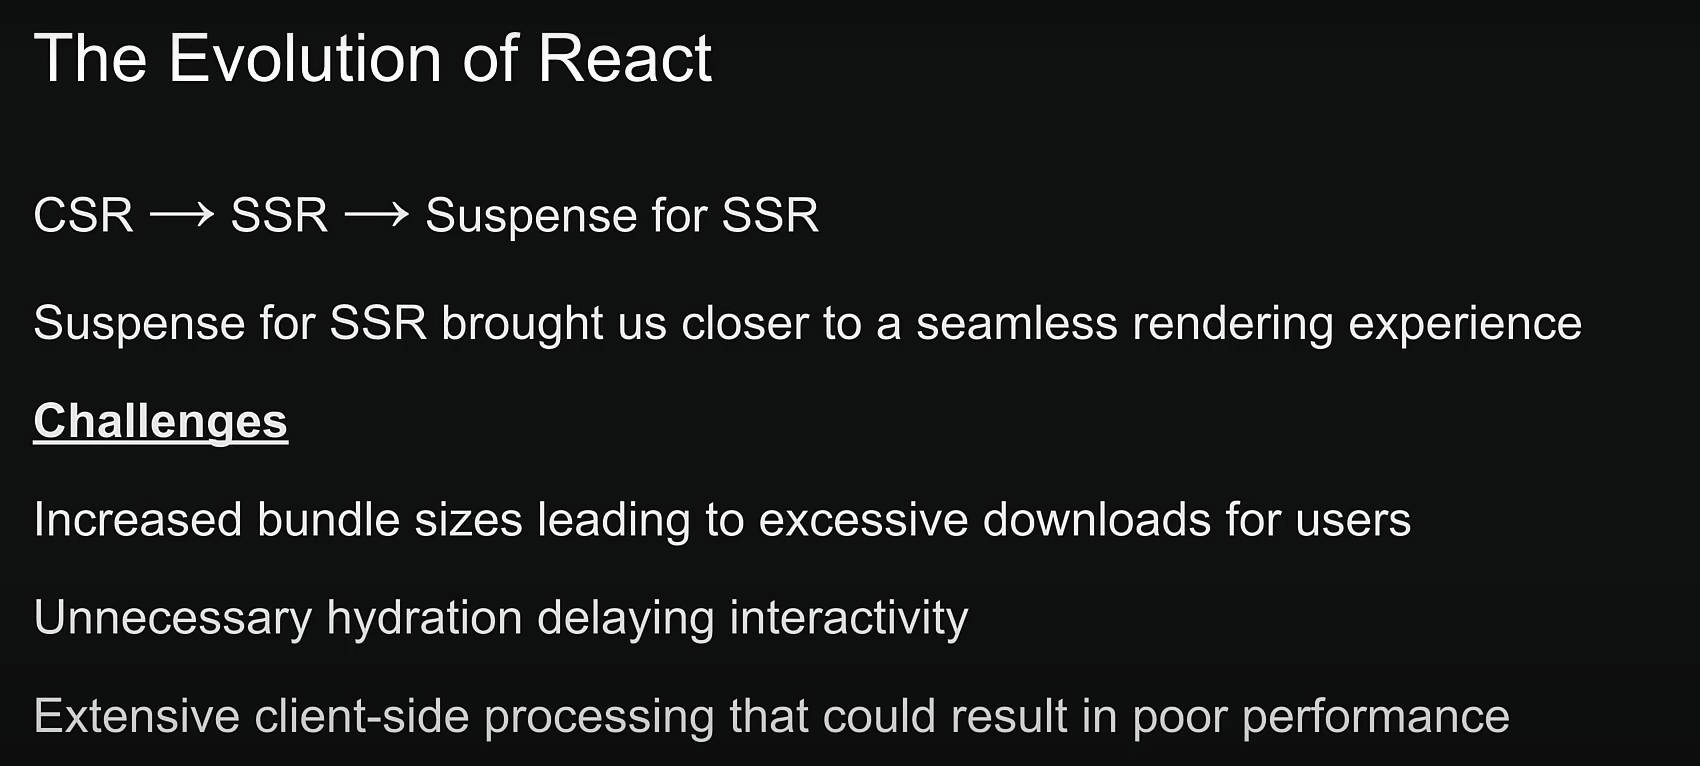 The Evolution of React
CSR ⟶ SSR ⟶ Suspense for SSR
Suspense for SSR brought us closer to a seamless rendering experience
Challenges
Increased bundle sizes leading to excessive downloads for users
Unnecessary hydration delaying interactivity
Extensive client-side processing that could result in poor performance